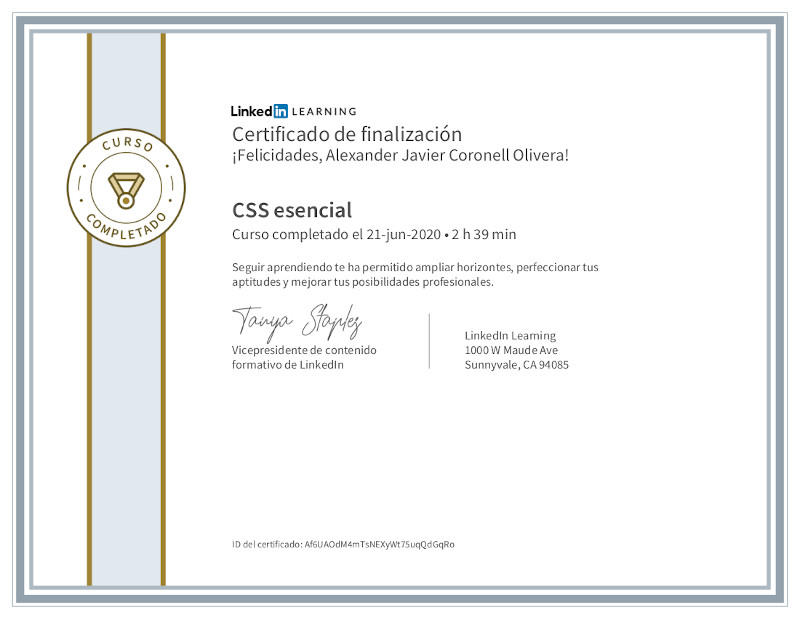 CURSO
COMPLETADO
Linkedin LEARNING
Certificado de finalización
¡Felicidades, Alexander Javier Coronell Olivera!
CSS esencial
Curso completado el 21-jun-2020 • 2 h 39 min
Seguir aprendiendo te ha permitido ampliar horizontes, perfeccionar tus
aptitudes y mejorar tus posibilidades profesionales.
Tanya Staples
Vicepresidente de contenido
formativo de LinkedIn
LinkedIn Learning
1000 W Maude Ave
Sunnyvale, CA 94085
ID del certificado: Af6UAOdM4mTsNEXyWt75uqQdGqRo